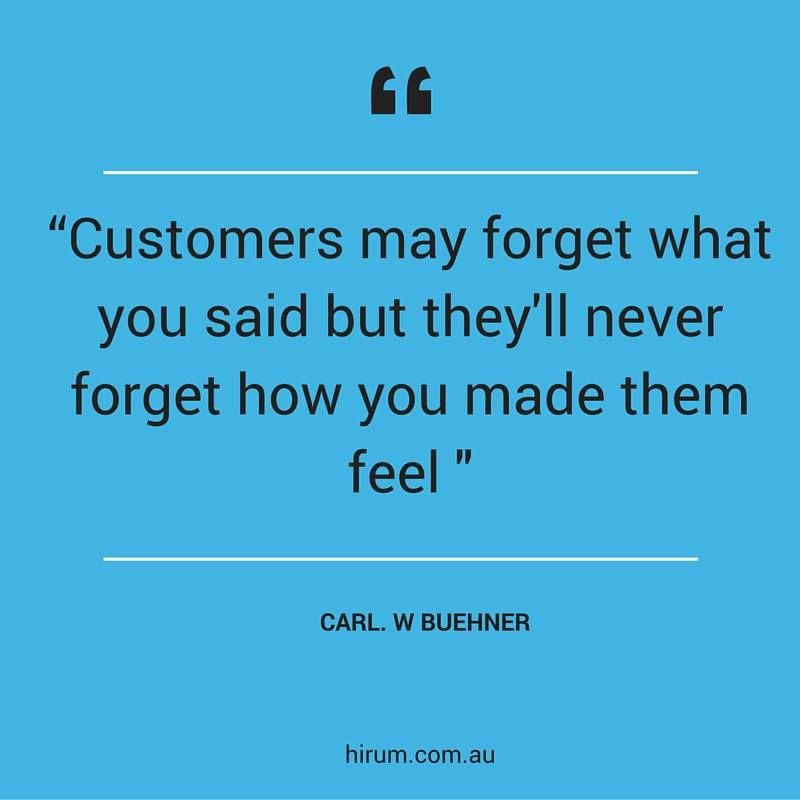 “
“Customers may forget what
you said but they'll never
forget how you made them
feel "
CARL. W BUEHNER
hirum.com.au